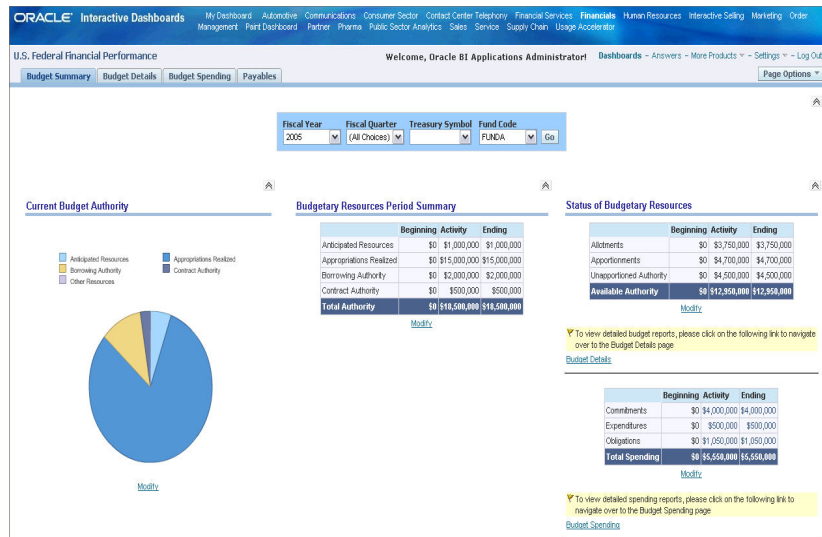 ORACLE Interactive Dashboards
My Dashboard Automotive Communications Consumer Sector Contact Center Telephony Financial Services Financials Human Resources Interactive Selling Marketing Order
Management Paint Dashboard Partner Pharma Public Sector Analytics Sales Service Supply Chain Usage Accelerator
U.S. Federal Financial Performance
Welcome, Oracle BI Applications Administrator!
Dashboards - Answers - More Products - Settings - Log Out
Budget Summary Budget Details Budget Spending Payables
Page Options
Fiscal Year Fiscal Quarter Treasury Symbol Fund Code
2005 (All Choices) FUNDA Go
Current Budget Authority
Anticipated Resources Appropriations Realized
Borrowing Authority Contract Authority
Other Resources
Modify
Budgetary Resources Period Summary
Beginning Activity Ending
Anticipated Resources $0 $1,000,000 $1,000,000
Appropriations Realized $0 $15,000,000 $15,000,000
Borrowing Authority $0 $2,000,000 $2,000,000
Contract Authority $0 $500,000 $500,000
Total Authority $0 $18,500,000 $18,500,000
Modify
Status of Budgetary Resources
Beginning Activity Ending
Allotments $0 $3,750,000 $3,750,000
Apportionments $0 $4,700,000 $4,700,000
Unapportioned Authority $0 $4,500,000 $4,500,000
Available Authority $0 $12,950,000 $12,950,000
Modify
To view detailed budget reports, please click on the following link to navigate
over to the Budget Details page
Budget Details
Beginning Activity Ending
Commitments $0 $4,000,000 $4,000,000
Expenditures $0 $500,000 $500,000
Obligations $0 $1,050,000 $1,050,000
Total Spending $0 $5,550,000 $5,550,000
Modify
To view detailed spending reports, please click on the following link to
navigate over to the Budget Spending page
Budget Spending